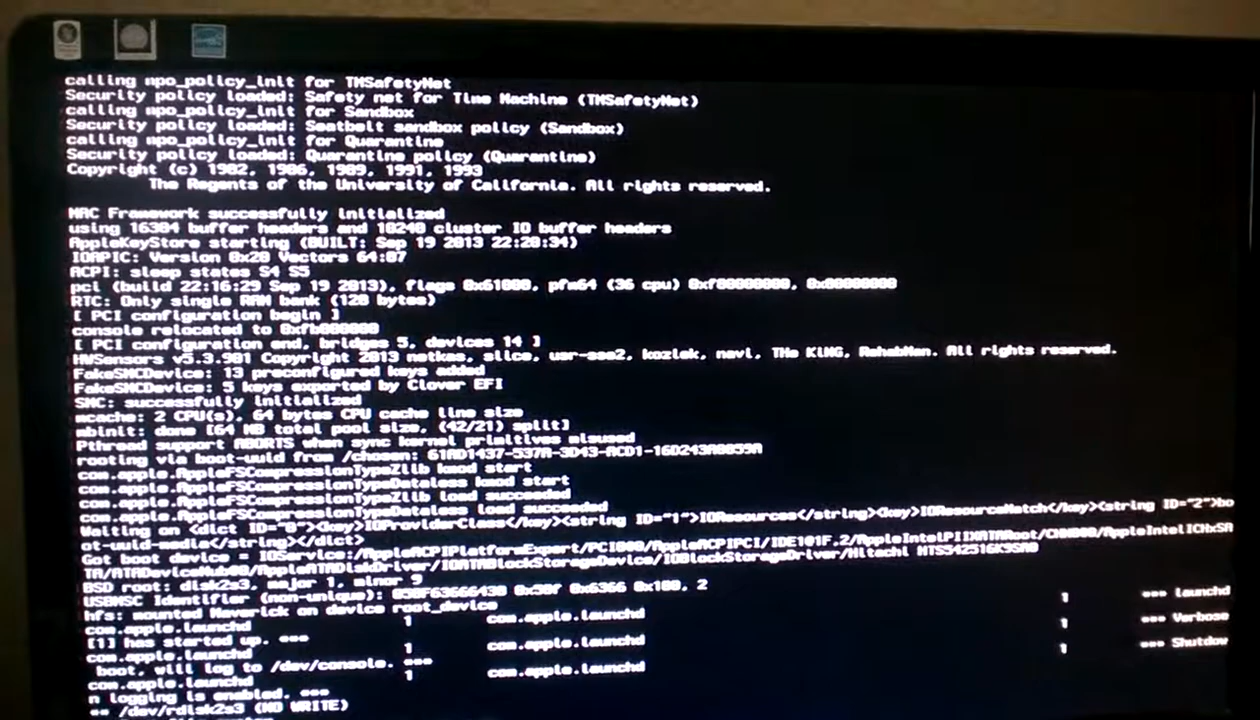 calling mpo_policy_init for TMSafetyNet
Security policy loaded: Safety net for Time Machine (TMSafetyNet)
calling mpo_policy_init for Sandbox
Security policy loaded: Seatbelt sandbox policy (Sandbox)
calling mpo_policy_init for Quarantine
Security policy loaded: Quarantine policy (Quarantine)
Copyright (c) 1982, 1986, 1989, 1991, 1993
The Regents of the University of California. All rights reserved.
MAC Framework successfully initialized
using 16384 buffer headers and 10240 cluster IO buffer headers
AppleKeyStore starting (BUILT: Sep 19 2013 22:20:34)
IOAPIC: Version 0x20 Vectors 64:87
ACPI: sleep states S4 S5
pci (build 22:16:29 Sep 19 2013), flags 0x61000, pfm64 (36 cpu) 0xf80000000, 0x80000000
RTC: Only single RAM bank (128 bytes)
[ PCI configuration begin ]
console relocated to 0xfb000000
[ PCI configuration end, bridges 5, devices 14 ]
HWSensors v5.3.901 Copyright 2013 netkas, slice, usr-sse2, kozlek, navi, THe KiNG, RehabMan. All rights reserved.
FakeSMCDevice: 13 preconfigured keys added
FakeSMCDevice: 5 keys exported by Clover EFI
SMC: successfully initialized
mcache: 2 CPU(s), 64 bytes CPU cache line size
mbinit: done [64 MB total pool size, (42/21) split]
Pthread support ABORTS when sync kernel primitives misused
rooting via boot-uuid from /chosen: 61AD1437-537A-3D43-ACD1-16D243A8859A
com.apple.AppleFSCompressionTypeZlib kmod start
com.apple.AppleFSCompressionTypeDataless kmod start
com.apple.AppleFSCompressionTypeZlib load succeeded
com.apple.AppleFSCompressionTypeDataless load succeeded
Waiting on <dict ID="0"><key>IOProviderClass</key><string ID="1">IOResources</string><key>IOResourceMatch</key><string ID="2">bo
ot-uuid-media</string></dict>
Got boot device = IOService:/AppleACPIPlatformExpert/PCI0@0/AppleACPIPCI/IDE1@1F,2/AppleIntelPIIXATARoot/CHN0@0/AppleIntelICHxSA
TA/ATADeviceNub@0/AppleATADiskDriver/IOATABlockStorageDevice/IOBlockStorageDriver/Hitachi HTS542516K9SA0
BSD root: disk2s3, major 1, minor 9
USBMSC Identifier (non-unique): 0x100, 2
hfs: mounted Maverick on device root_device
com.apple.launchd 1 com.apple.launchd 1 *** launchd
[1] has started up. ***
com.apple.launchd 1 com.apple.launchd 1 *** Verbose
boot, will log to /dev/console. ***
com.apple.launchd 1 com.apple.launchd 1 *** Shutdow
n logging is enabled. ***
** /dev/rdisk2s3 (NO WRITE)